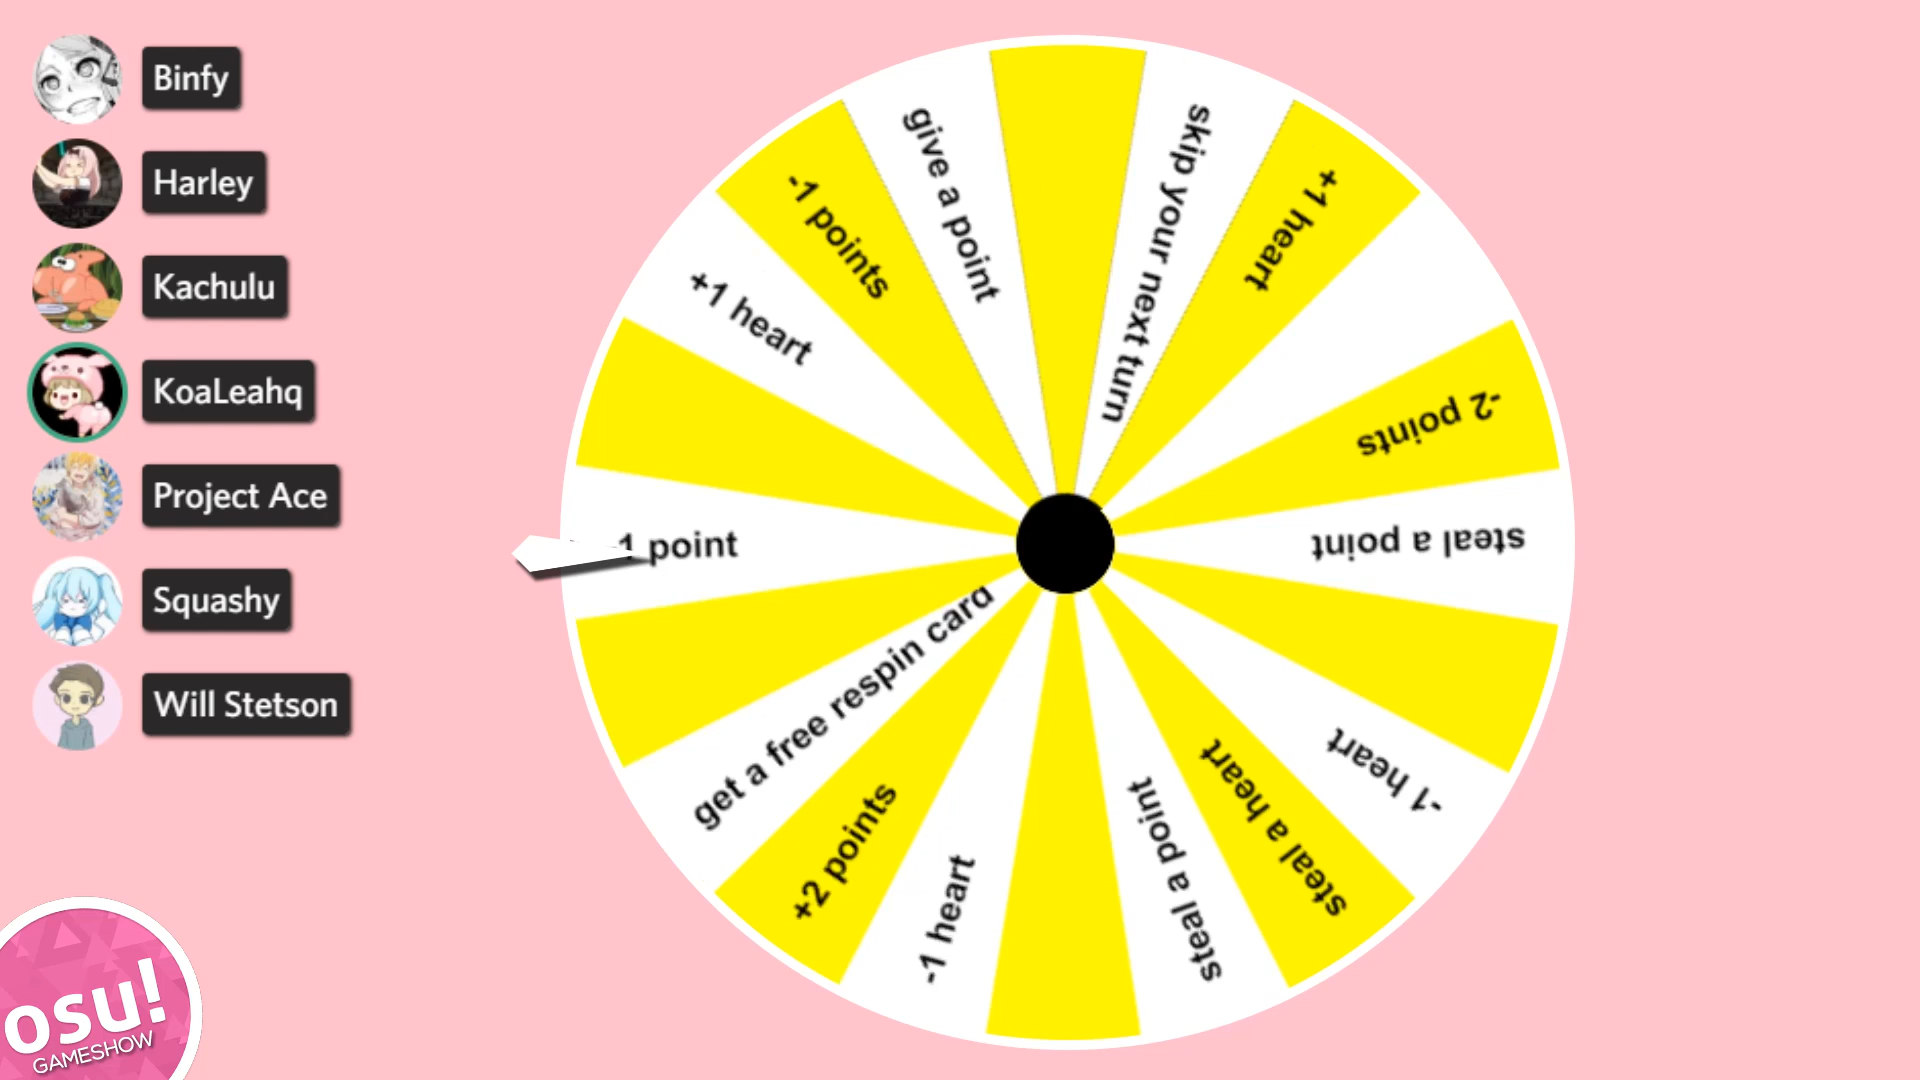 Binfy
Harley
Kachulu
KoaLeahq
Project Ace
Squashy
Will Stetson
give a point
skip your next turn
+1 heart
-2 points
steal a point
-1 heart
steal a heart
steal a point
-1 heart
+2 points
get a free respin card
1 point
+1 heart
-1 points
osu!
GAMESHOW